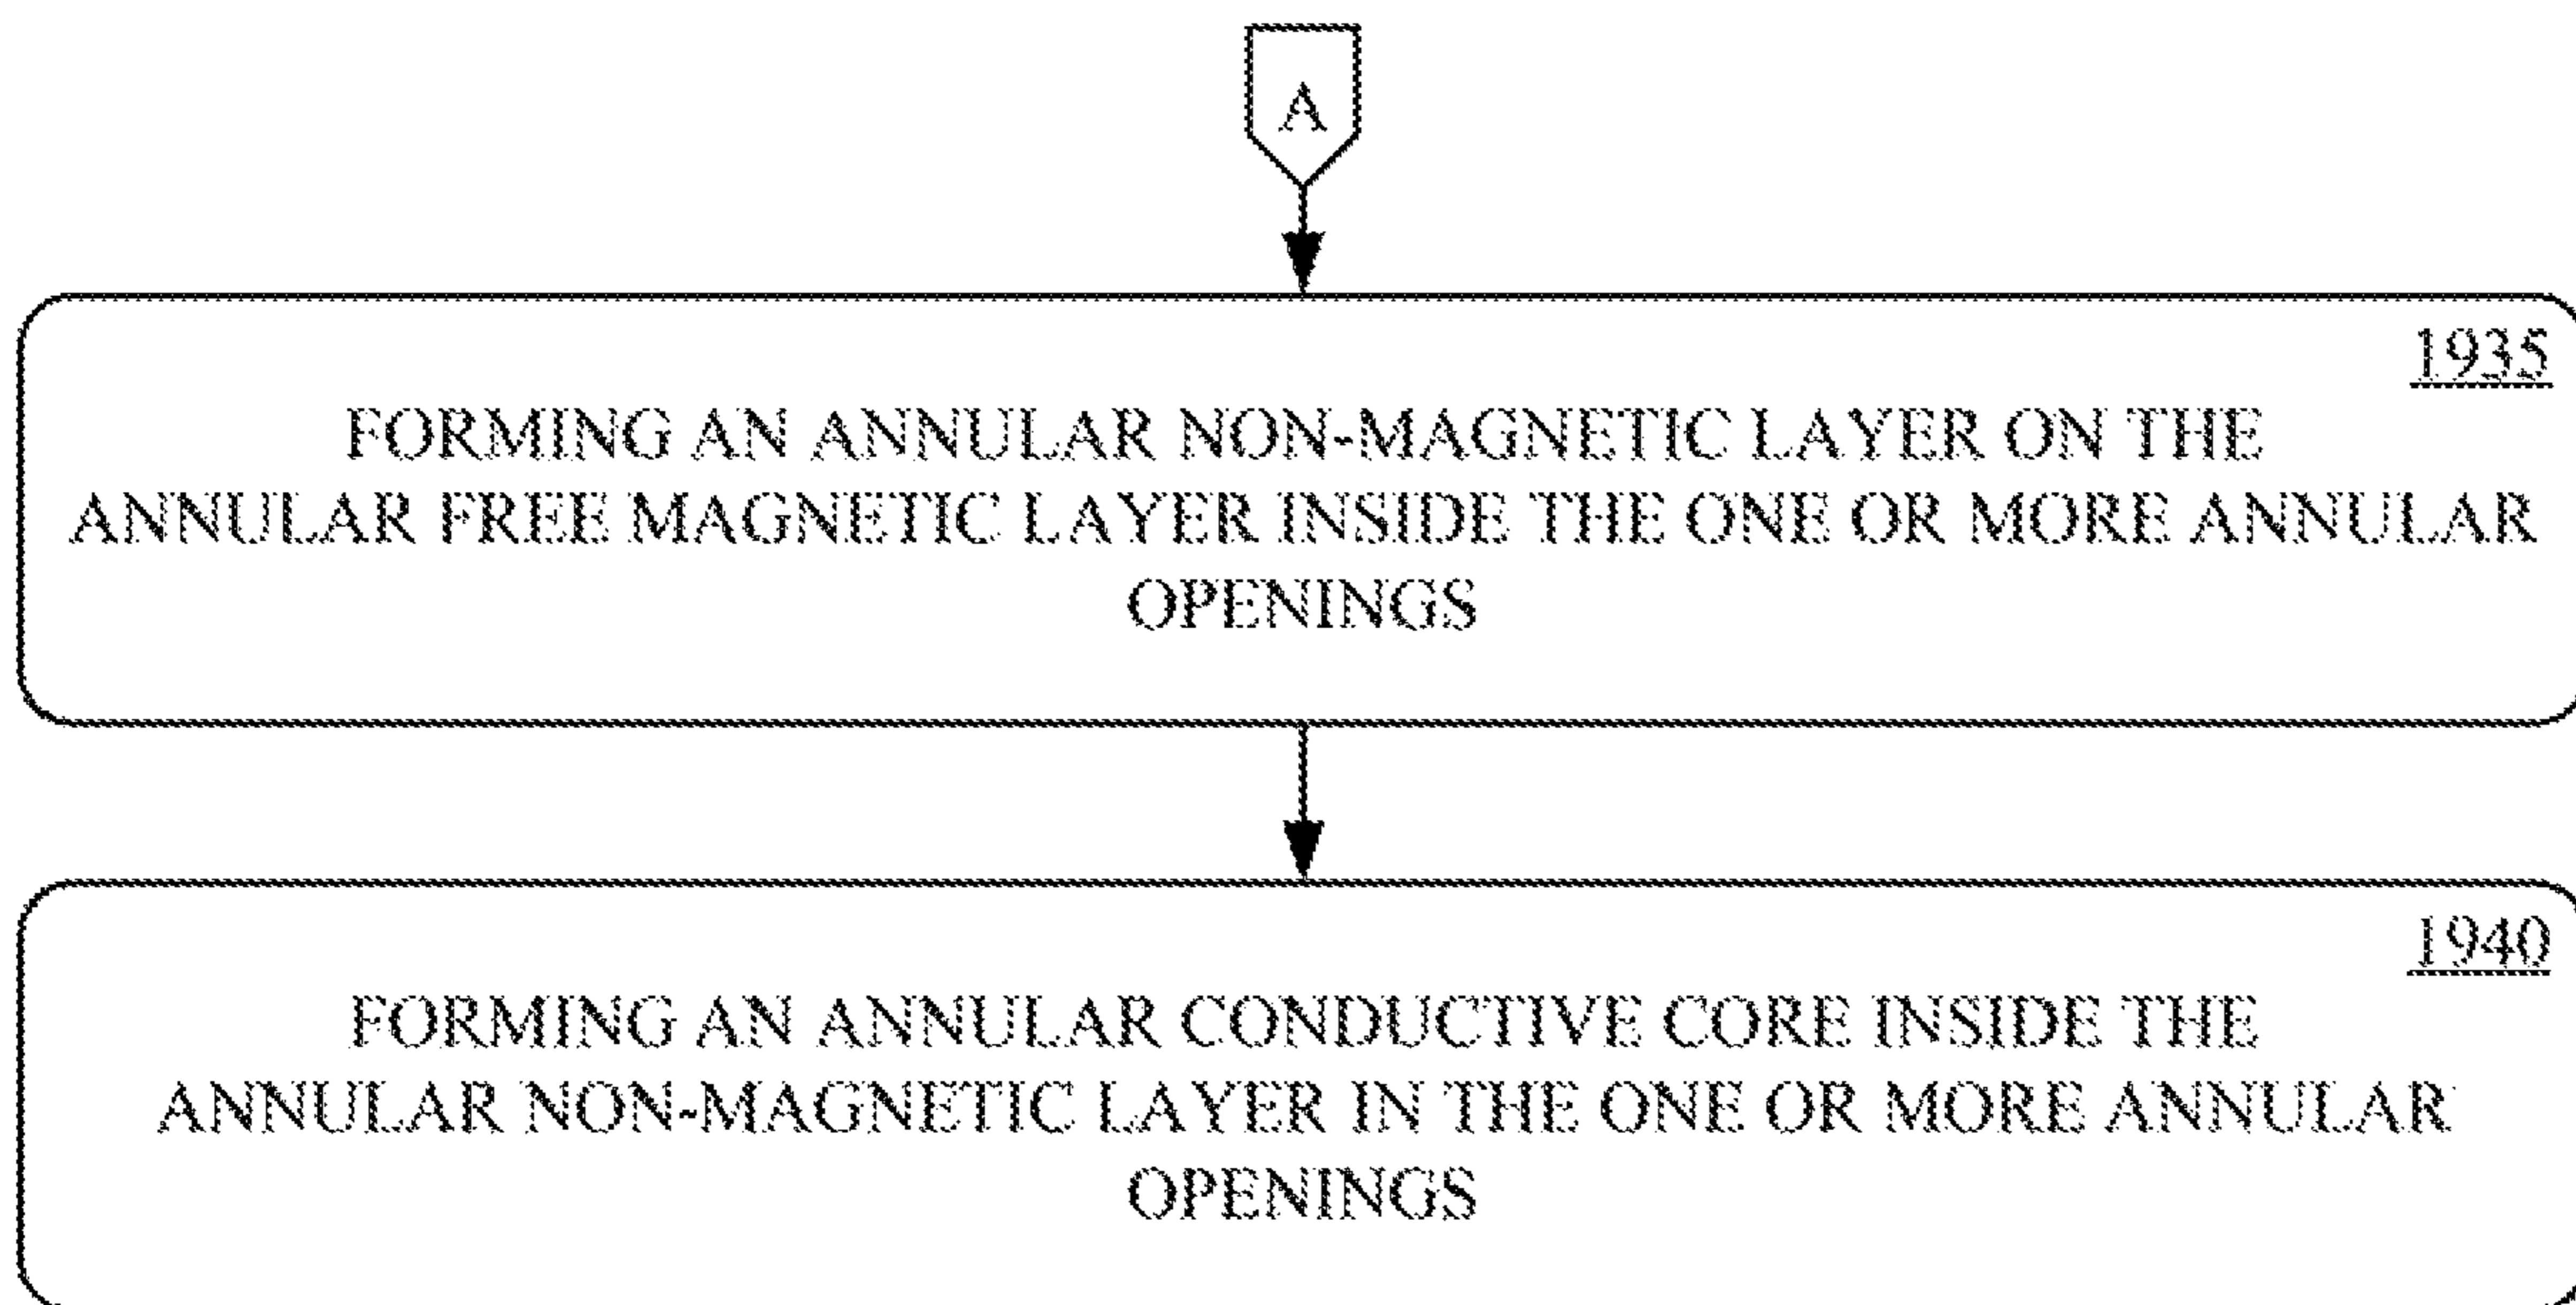 A
1935
FORMING AN ANNULAR NON-MAGNETIC LAYER ON THE
ANNULAR FREE MAGNETIC LAYER INSIDE THE ONE OR MORE ANNULAR
OPENINGS
1940
FORMING AN ANNULAR CONDUCTIVE CORE INSIDE THE
ANNULAR NON-MAGNETIC LAYER IN THE ONE OR MORE ANNULAR
OPENINGS